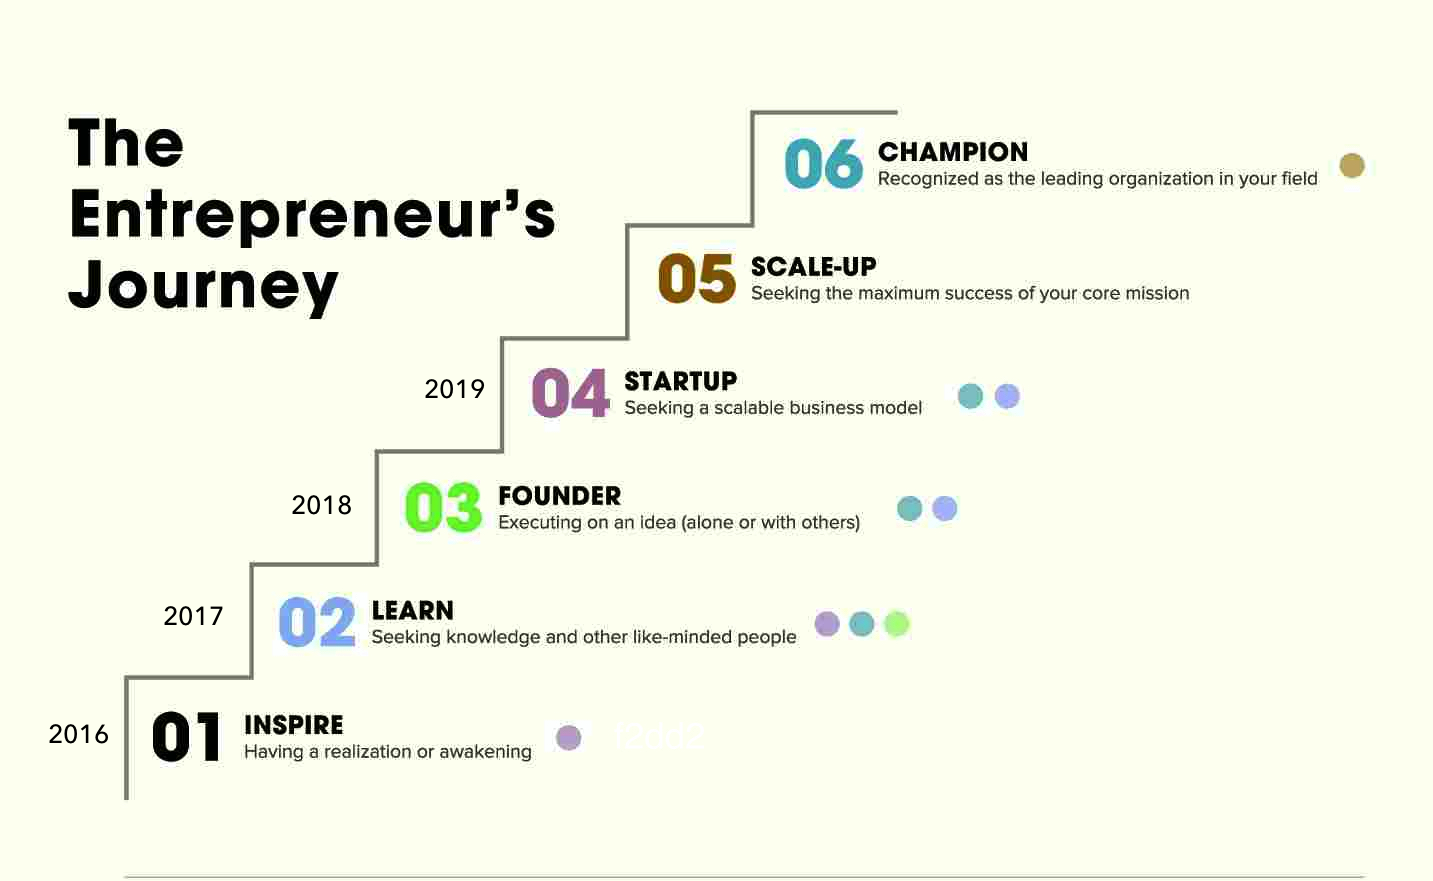 The
Entrepreneur's
Journey
06 CHAMPION
Recognized as the leading organization in your field
05 SCALE-UP
Seeking the maximum success of your core mission
2019
04 STARTUP
Seeking a scalable business model
2018
03 FOUNDER
Executing on an idea (alone or with others)
2017
02 LEARN
Seeking knowledge and other like-minded people
2016
01 INSPIRE
Having a realization or awakening